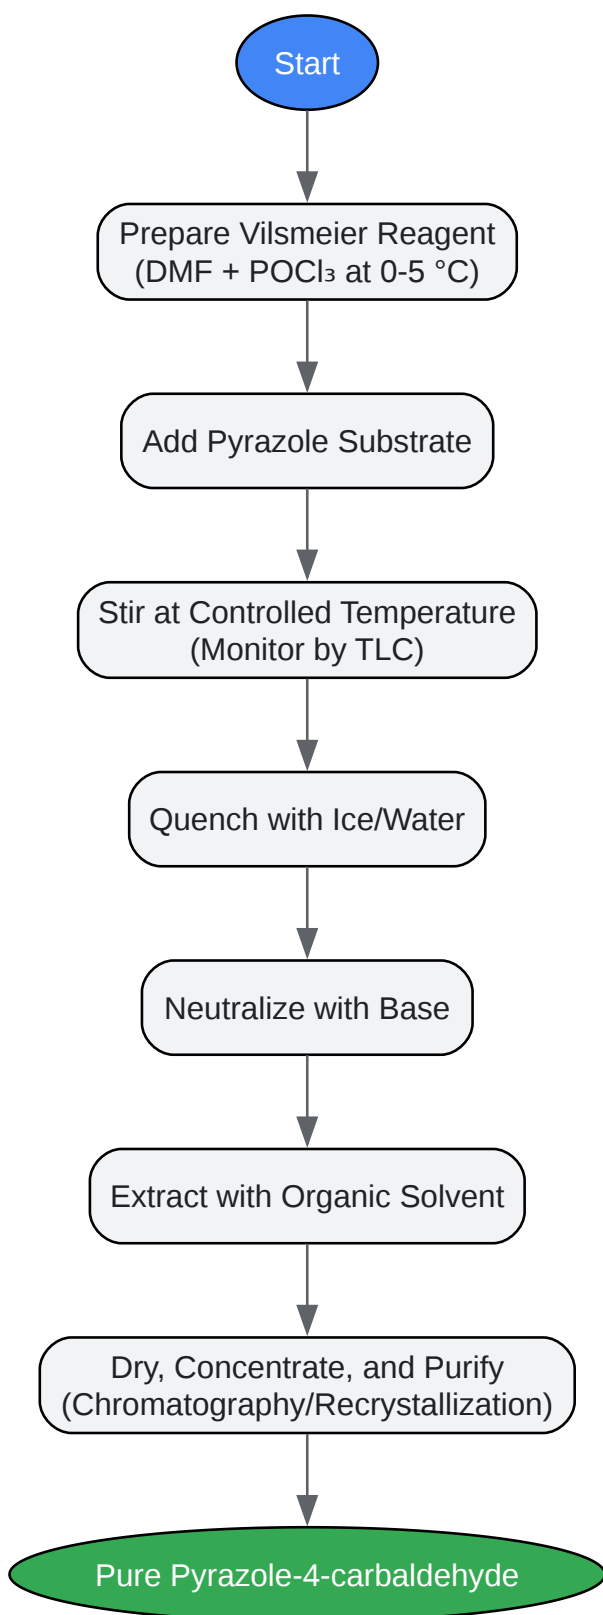 Start
Prepare Vilsmeier Reagent
(DMF + POCl₃ at 0-5 °C)
Add Pyrazole Substrate
Stir at Controlled Temperature
(Monitor by TLC)
Quench with Ice/Water
Neutralize with Base
Extract with Organic Solvent
Dry, Concentrate, and Purify
(Chromatography/Recrystallization)
Pure Pyrazole-4-carbaldehyde